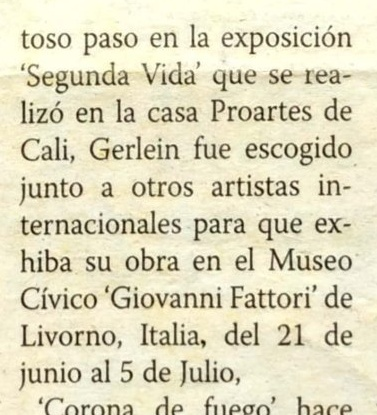 toso paso en la exposición
‘Segunda Vida’ que se rea-
lizó en la casa Proartes de
Cali, Gerlein fue escogido
junto a otros artistas in-
ternacionales para que ex-
hiba su obra en el Museo
Cívico ‘Giovanni Fattori’ de
Livorno, Italia, del 21 de
junio al 5 de Julio,
‘Corona de fuego’ hace